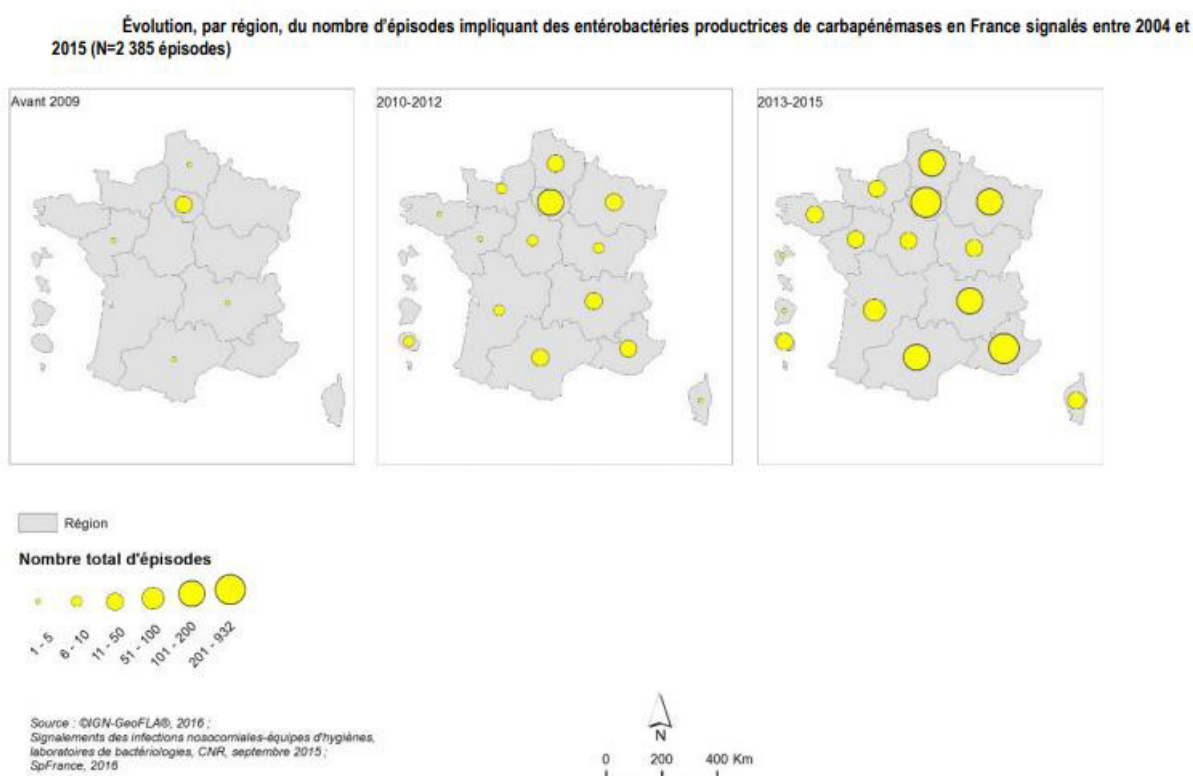 Évolution, par région, du nombre d'épisodes impliquant des entérobactéries productrices de carbapénémases en France signalés entre 2004 et
2015 (N=2 385 épisodes)
Avant 2009
2010-2012
2013-2015
Région
Nombre total d'épisodes
1 - 5
6 - 10
11 - 50
51 - 100
101 - 200
201 - 932
Source : ©IGN-GeoFLA®, 2016 ;
Signalements des infections nosocomiales-équipes d'hygiènes,
laboratoires de bactériologies, CNR, septembre 2015 ;
SpFrance, 2016
N
0 200 400 Km